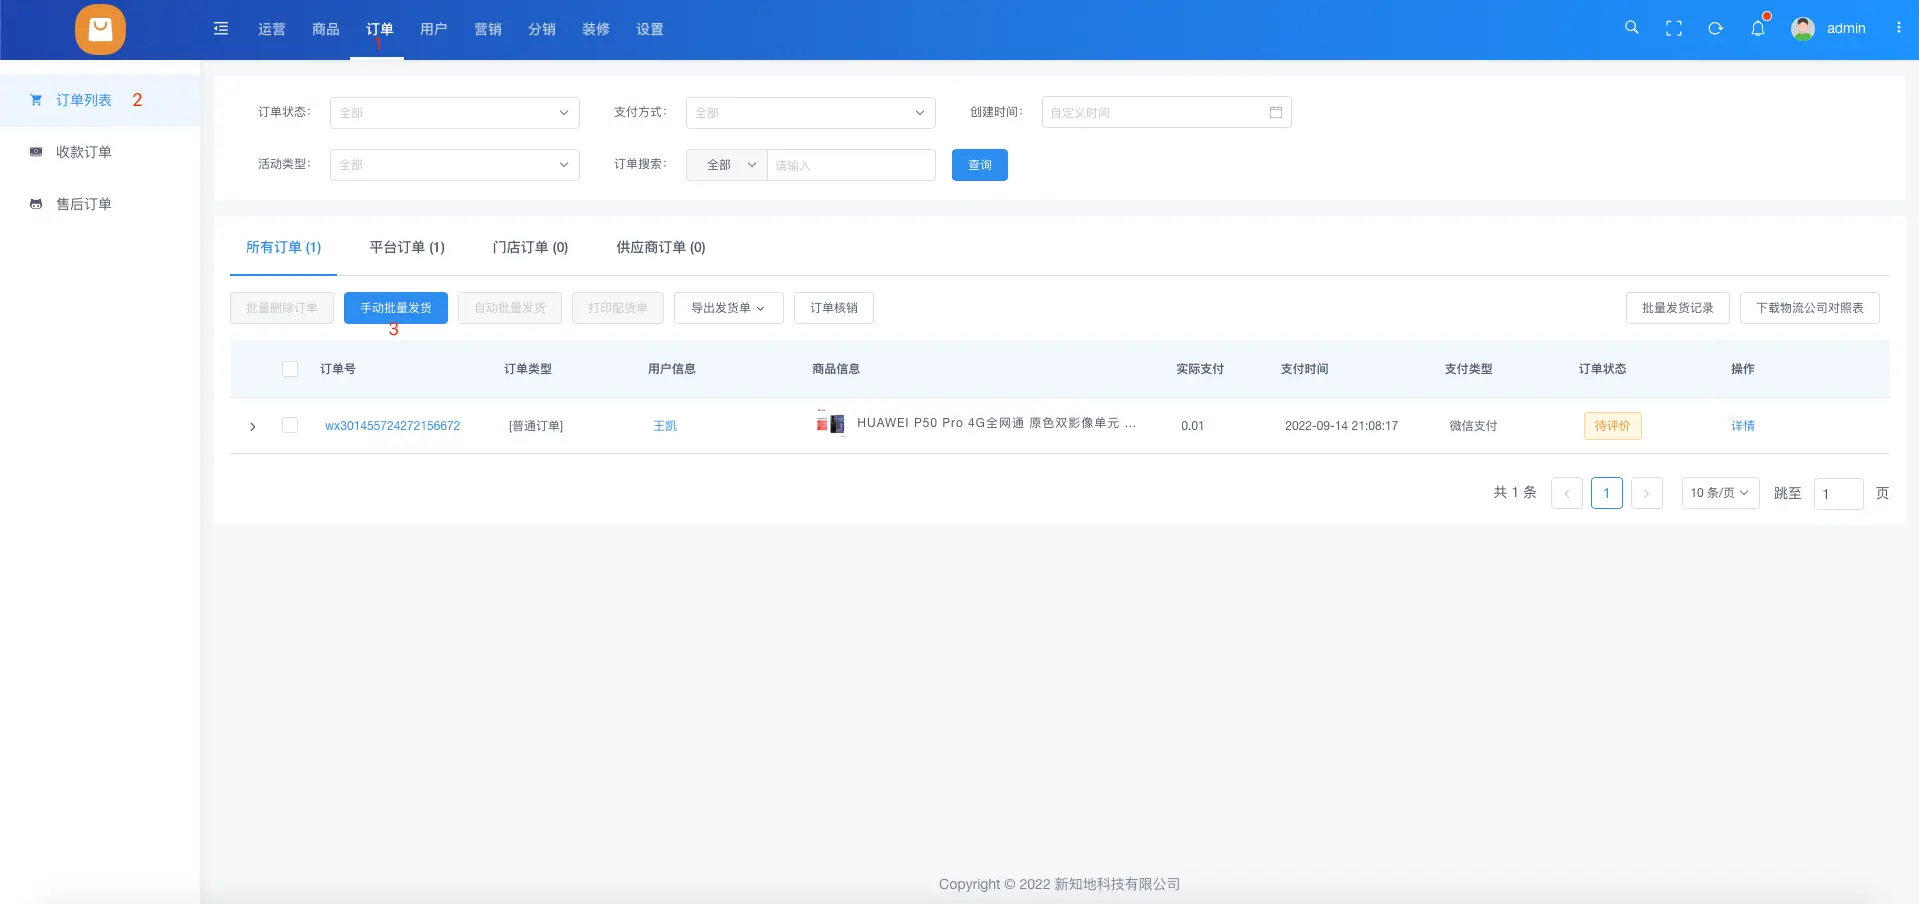 运营 商品 订单 用户 营销 分销 装修 设置 admin
1
订单列表 2
收款订单
售后订单
订单状态： 全部 支付方式： 全部 创建时间： 自定义时间
活动类型： 全部 订单搜索： 全部 请输入 查询
所有订单 (1) 平台订单 (1) 门店订单 (0) 供应商订单 (0)
批量删除订单 手动批量发货 自动批量发货 打印配货单 导出发货单 订单核销 批量发货记录 下载物流公司对照表
3
订单号 订单类型 用户信息 商品信息 实际支付 支付时间 支付类型 订单状态 操作
wx301455724272156672 [普通订单] 王凯 HUAWEI P50 Pro 4G全网通 原色双影像单元 ... 0.01 2022-09-14 21:08:17 微信支付 待评价 详情
共 1 条 1 10 条/页 跳至 1 页
Copyright © 2022 新知地科技有限公司